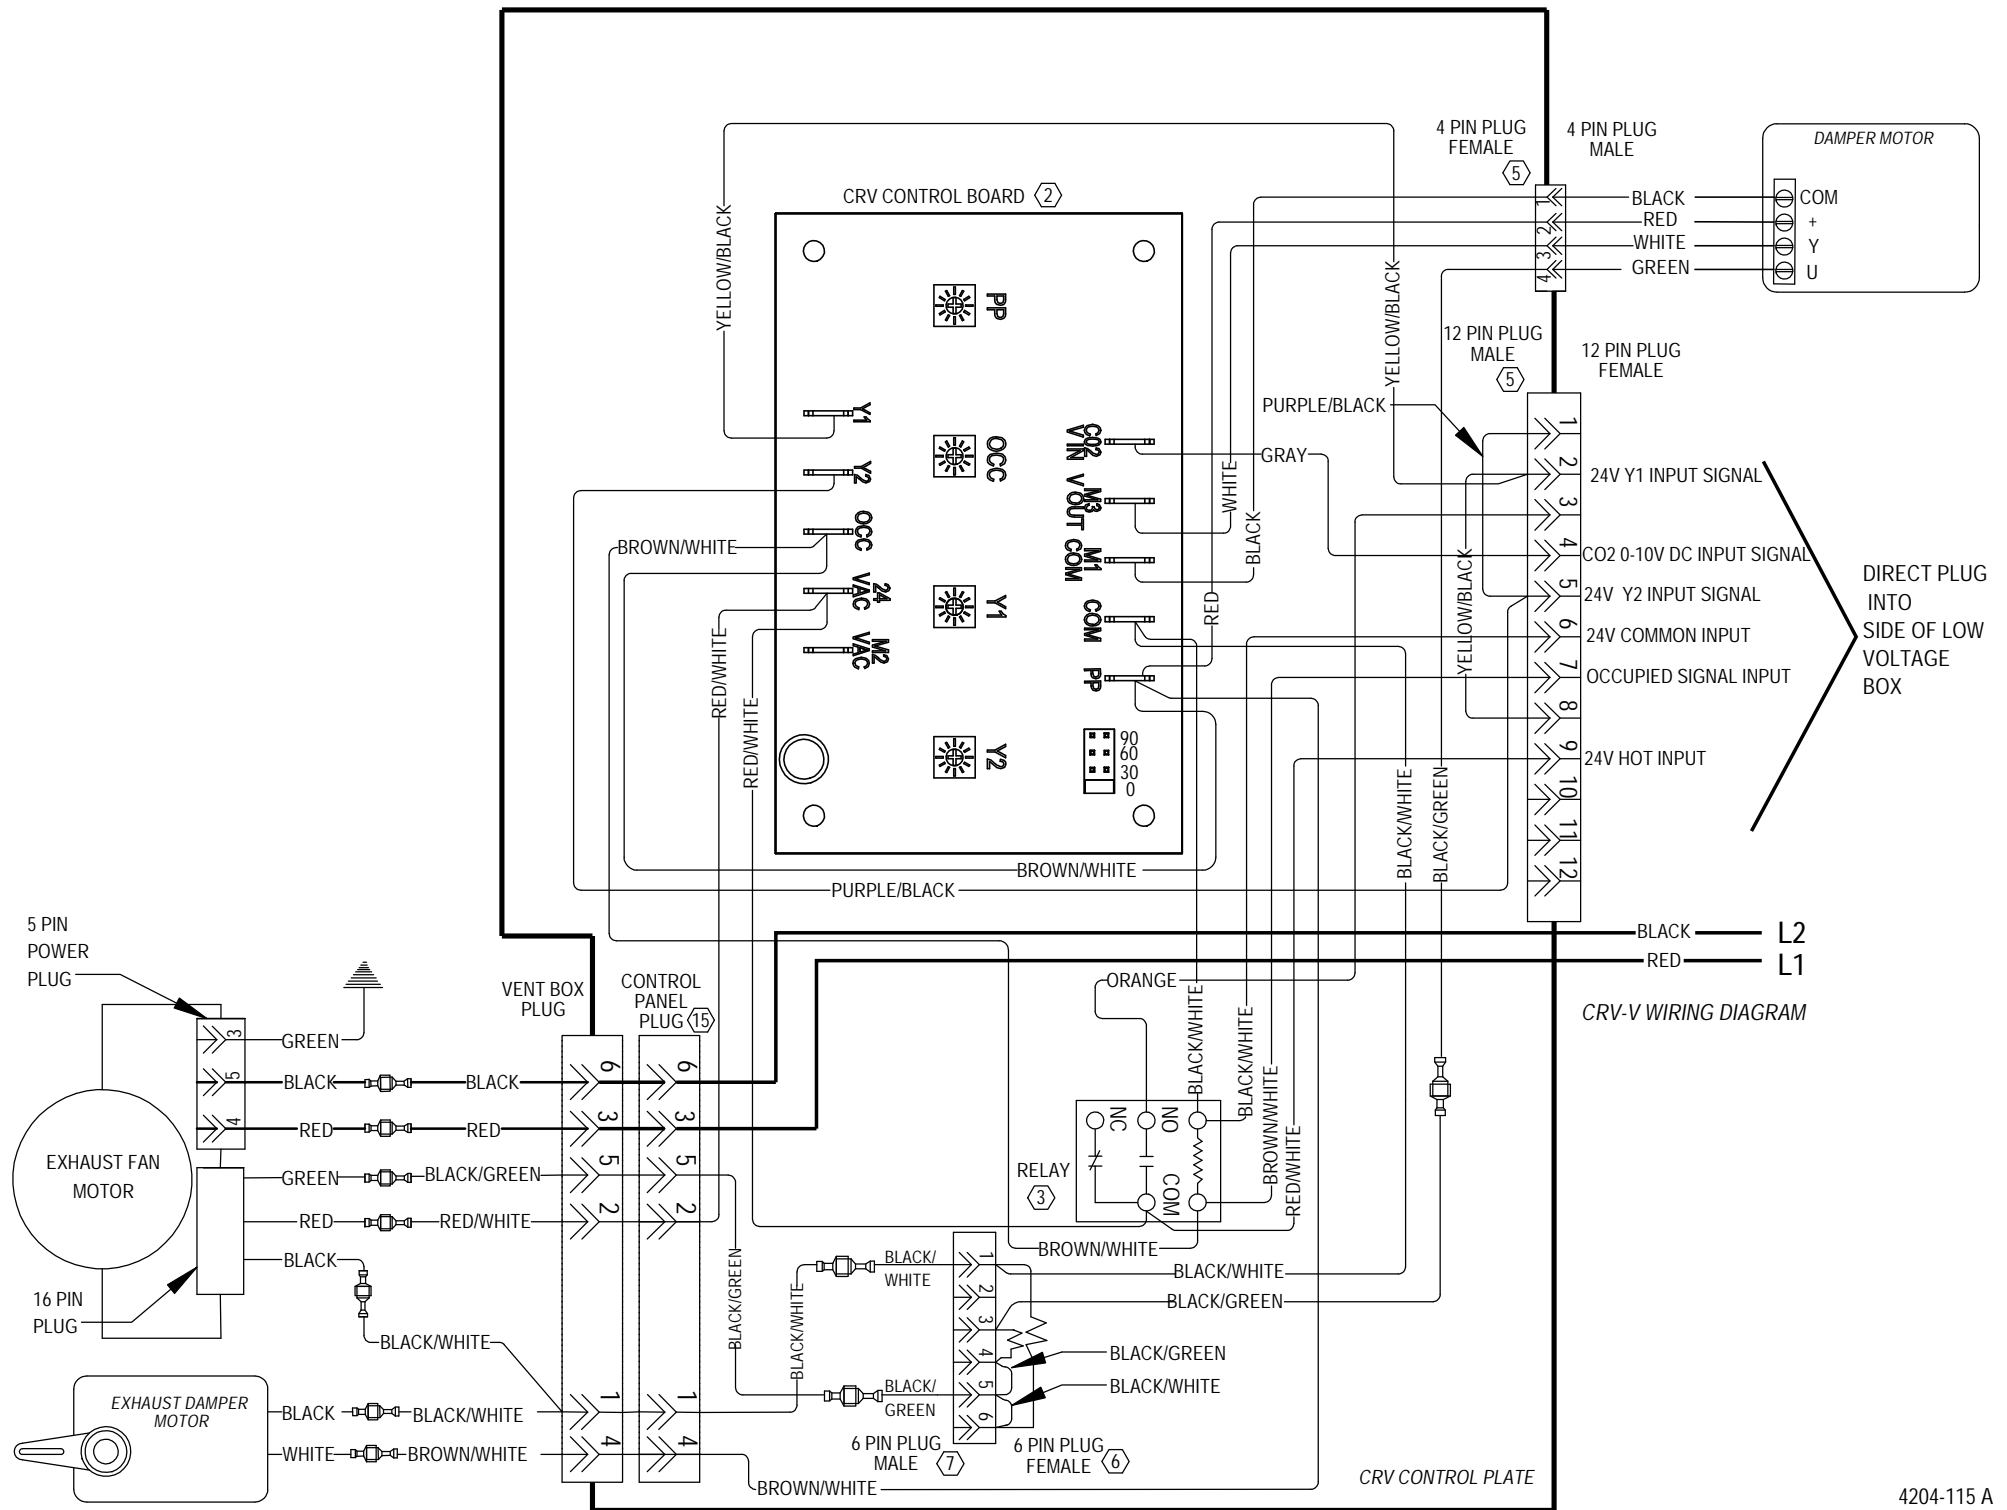 4 PIN PLUG
FEMALE
5
4 PIN PLUG
MALE
DAMPER MOTOR
COM
+
Y
U
BLACK
RED
WHITE
GREEN
1
2
3
4
CRV CONTROL BOARD 2
YELLOW/BLACK
YELLOW/BLACK
PP
OCC
Y1
Y2
Y1
Y2
OCC
24
VAC
M2
VAC
CO2
V IN
M3
V OUT
M1
COM
COM
PP
90
60
30
0
12 PIN PLUG
MALE
5
12 PIN PLUG
FEMALE
PURPLE/BLACK
GRAY
WHITE
BLACK
RED
YELLOW/BLACK
1
2
3
4
5
6
7
8
9
10
11
12
24V Y1 INPUT SIGNAL
CO2 0-10V DC INPUT SIGNAL
24V Y2 INPUT SIGNAL
24V COMMON INPUT
OCCUPIED SIGNAL INPUT
24V HOT INPUT
DIRECT PLUG
INTO
SIDE OF LOW
VOLTAGE
BOX
BROWN/WHITE
RED/WHITE
RED/WHITE
BLACK/WHITE
BLACK/GREEN
BROWN/WHITE
PURPLE/BLACK
BLACK
L2
RED
L1
CRV-V WIRING DIAGRAM
5 PIN
POWER
PLUG
3
5
4
GREEN
BLACK
BLACK
RED
RED
GREEN
BLACK/GREEN
RED
RED/WHITE
BLACK
BLACK/WHITE
EXHAUST FAN
MOTOR
16 PIN
PLUG
EXHAUST DAMPER
MOTOR
BLACK
BLACK/WHITE
WHITE
BROWN/WHITE
VENT BOX
PLUG
CONTROL
PANEL
PLUG 15
6
3
5
2
1
4
6
3
5
2
1
4
ORANGE
BLACK/WHITE
BLACK/WHITE
BROWN/WHITE
RED/WHITE
RELAY
3
NC
NO
COM
BROWN/WHITE
BLACK/GREEN
BLACK/WHITE
BLACK/
WHITE
BLACK/
GREEN
1
2
3
4
5
6
BLACK/WHITE
BLACK/GREEN
BLACK/GREEN
BLACK/WHITE
6 PIN PLUG
MALE
7
6 PIN PLUG
FEMALE
6
BROWN/WHITE
CRV CONTROL PLATE
4204-115 A